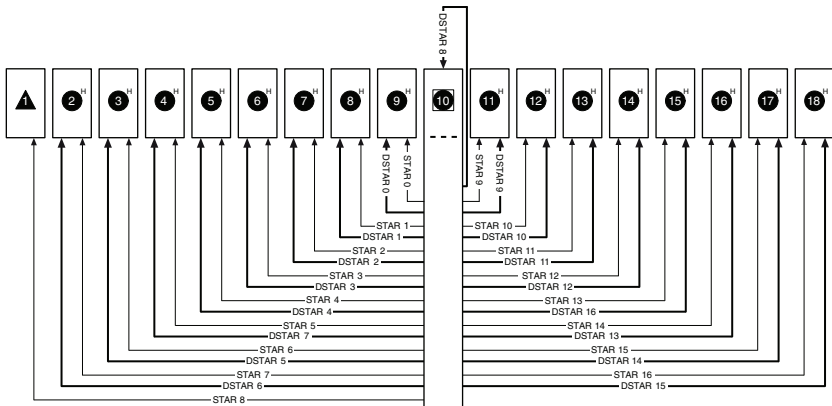 DSTAR 8
1
2 H
3 H
4 H
5 H
6 H
7 H
8 H
9 H
10
11 H
12 H
13 H
14 H
15 H
16 H
17 H
18 H
DSTAR 0
STAR 0
STAR 9
DSTAR 9
STAR 1
STAR 10
DSTAR 1
DSTAR 10
STAR 2
STAR 11
DSTAR 2
DSTAR 11
STAR 3
STAR 12
DSTAR 3
DSTAR 12
STAR 4
STAR 13
DSTAR 4
DSTAR 16
STAR 5
STAR 14
DSTAR 7
DSTAR 13
STAR 6
STAR 15
DSTAR 5
DSTAR 14
STAR 7
STAR 16
DSTAR 6
DSTAR 15
STAR 8